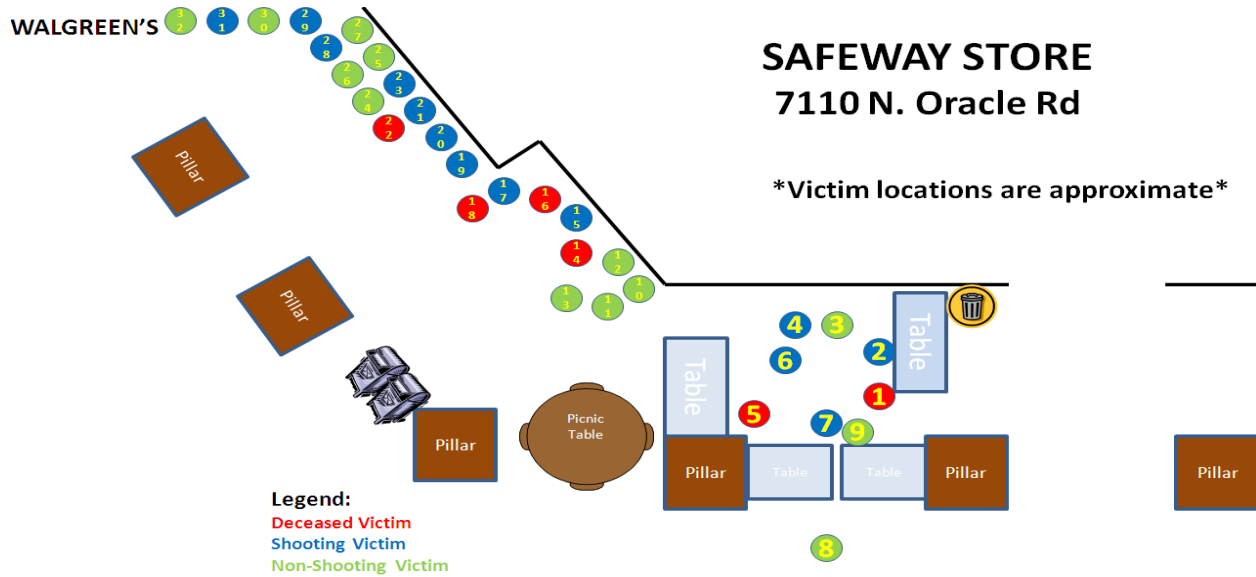 WALGREEN'S
32
31
30
29
27
28
25
26
23
24
21
22
20
19
17
16
18
15
14
12
10
13
11
SAFEWAY STORE
7110 N. Oracle Rd
*Victim locations are approximate*
Pillar
Pillar
4
3
2
6
Table
Table
1
5
7
9
Picnic
Table
Pillar
Pillar
Table
Table
Pillar
Pillar
8
Legend:
Deceased Victim
Shooting Victim
Non-Shooting Victim